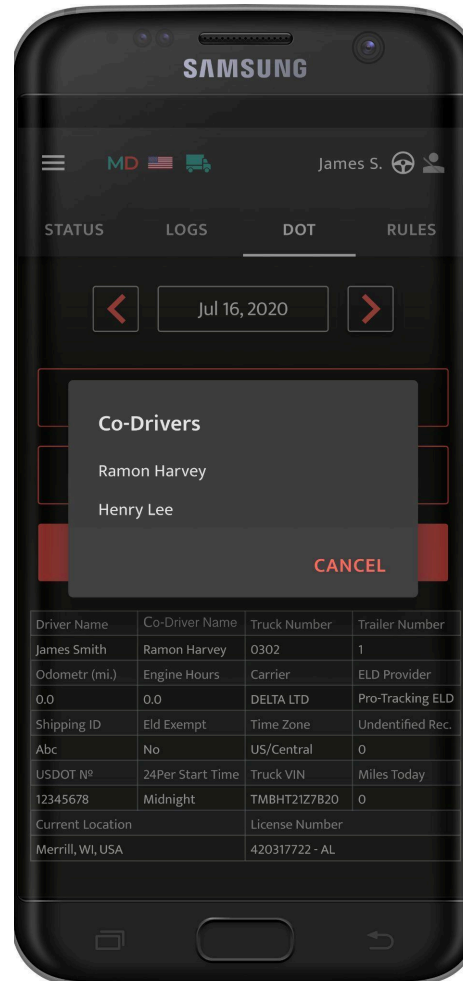 SAMSUNG
MD James S.
STATUS LOGS DOT RULES
Jul 16, 2020
Co-Drivers
Ramon Harvey
Henry Lee
CANCEL
Driver Name Co-Driver Name Truck Number Trailer Number
James Smith Ramon Harvey 0302 1
Odometr (mi.) Engine Hours Carrier ELD Provider
0.0 0.0 DELTA LTD Pro-Tracking ELD
Shipping ID Eld Exempt Time Zone Undentified Rec.
Abc No US/Central 0
USDOT Nº 24Per Start Time Truck VIN Miles Today
12345678 Midnight TMBHT21Z7B20 0
Current Location License Number
Merrill, WI, USA 420317722 - AL